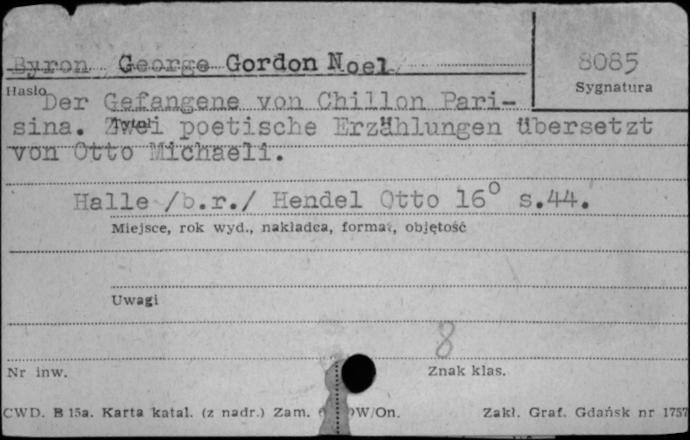 Byron George Gordon Noel
8085
Hasło
Sygnatura
Der Gefangene von Chillon Pari-
sina. Zwei poetische Erzählungen übersetzt
Tytuł
von Otto Michaeli.
Halle /b.r./ Hendel Otto 16° s.44.
Miejsce, rok wyd., nakładca, format, objętość
Uwagi
8
Nr inw.
Znak klas.
CWD. B 15a. Karta katal. (z nadr.) Zam. OW/On. Zakł. Graf. Gdańsk nr 1757